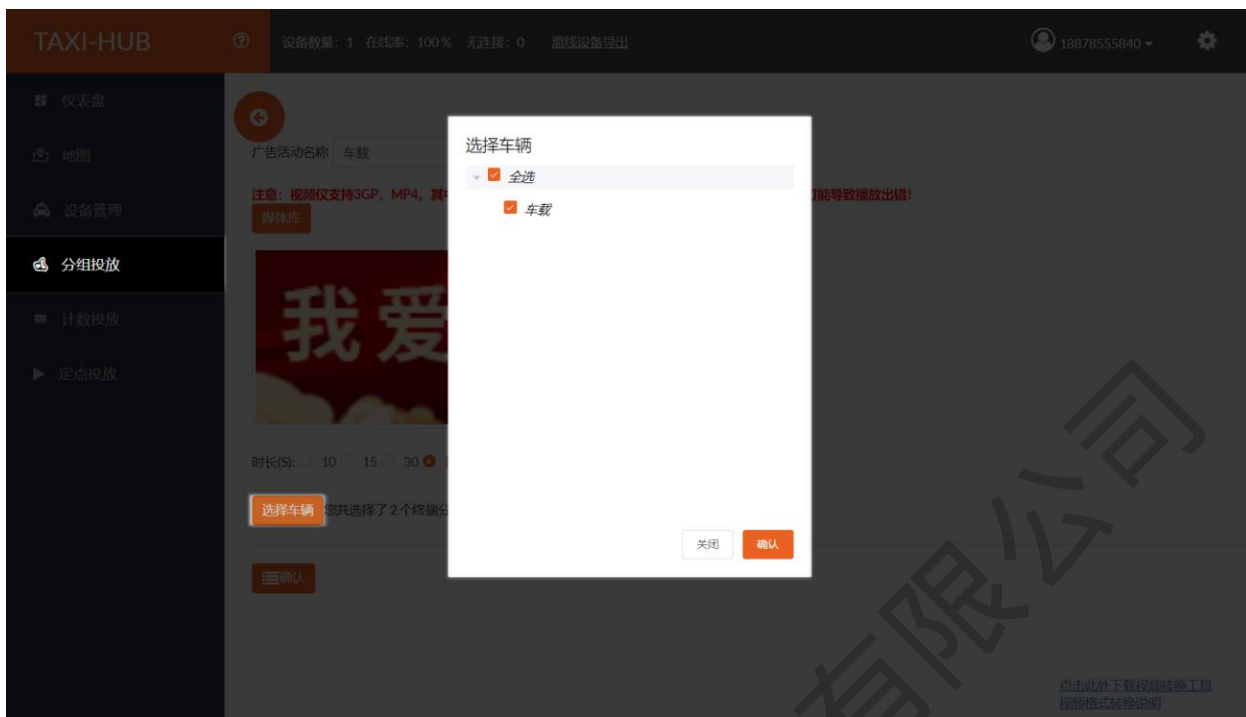 TAXI-HUB
设备数量：1 在线率：100% 无连接：0 离线设备导出
18878555840
仪表盘
地图
设备管理
分组投放
计数投放
定点投放
广告活动名称 车载
注意：视频仅支持3GP，MP4，其
可能导致播放出错！
媒体库
我爱
时长(S): 10 15 30
选择车辆
您共选择了2个终端分
确认
选择车辆
全选
车载
关闭
确认
点击此处下载视频转换工具
视频格式转换说明
有限公司